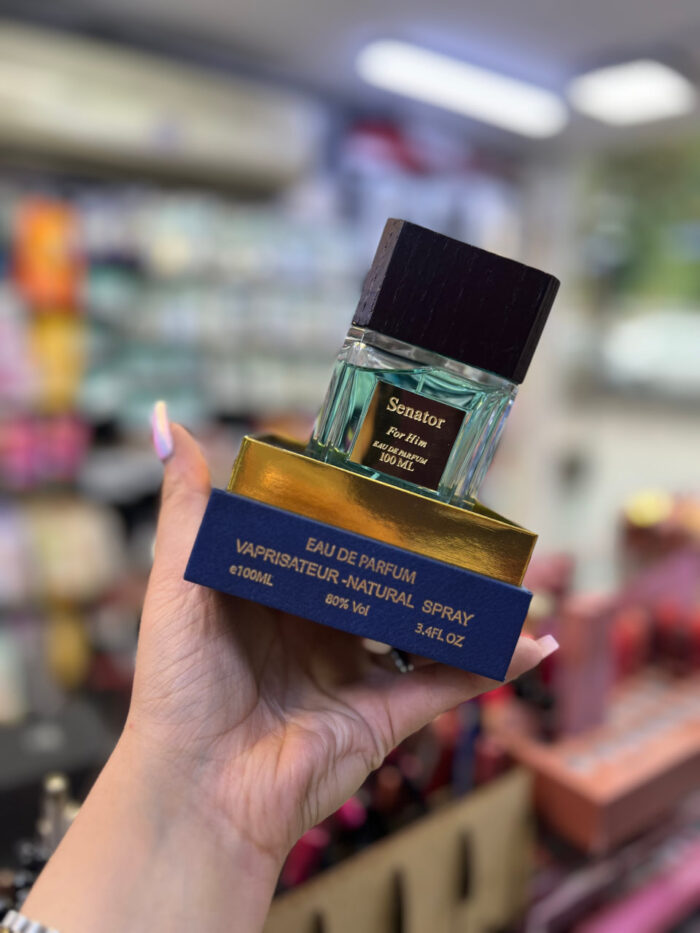 Senator
For Him
EAU DE PARFUM
100 ML
EAU DE PARFUM
VAPRISATEUR-NATURAL SPRAY
e100ML
80% Vol
3.4FL OZ